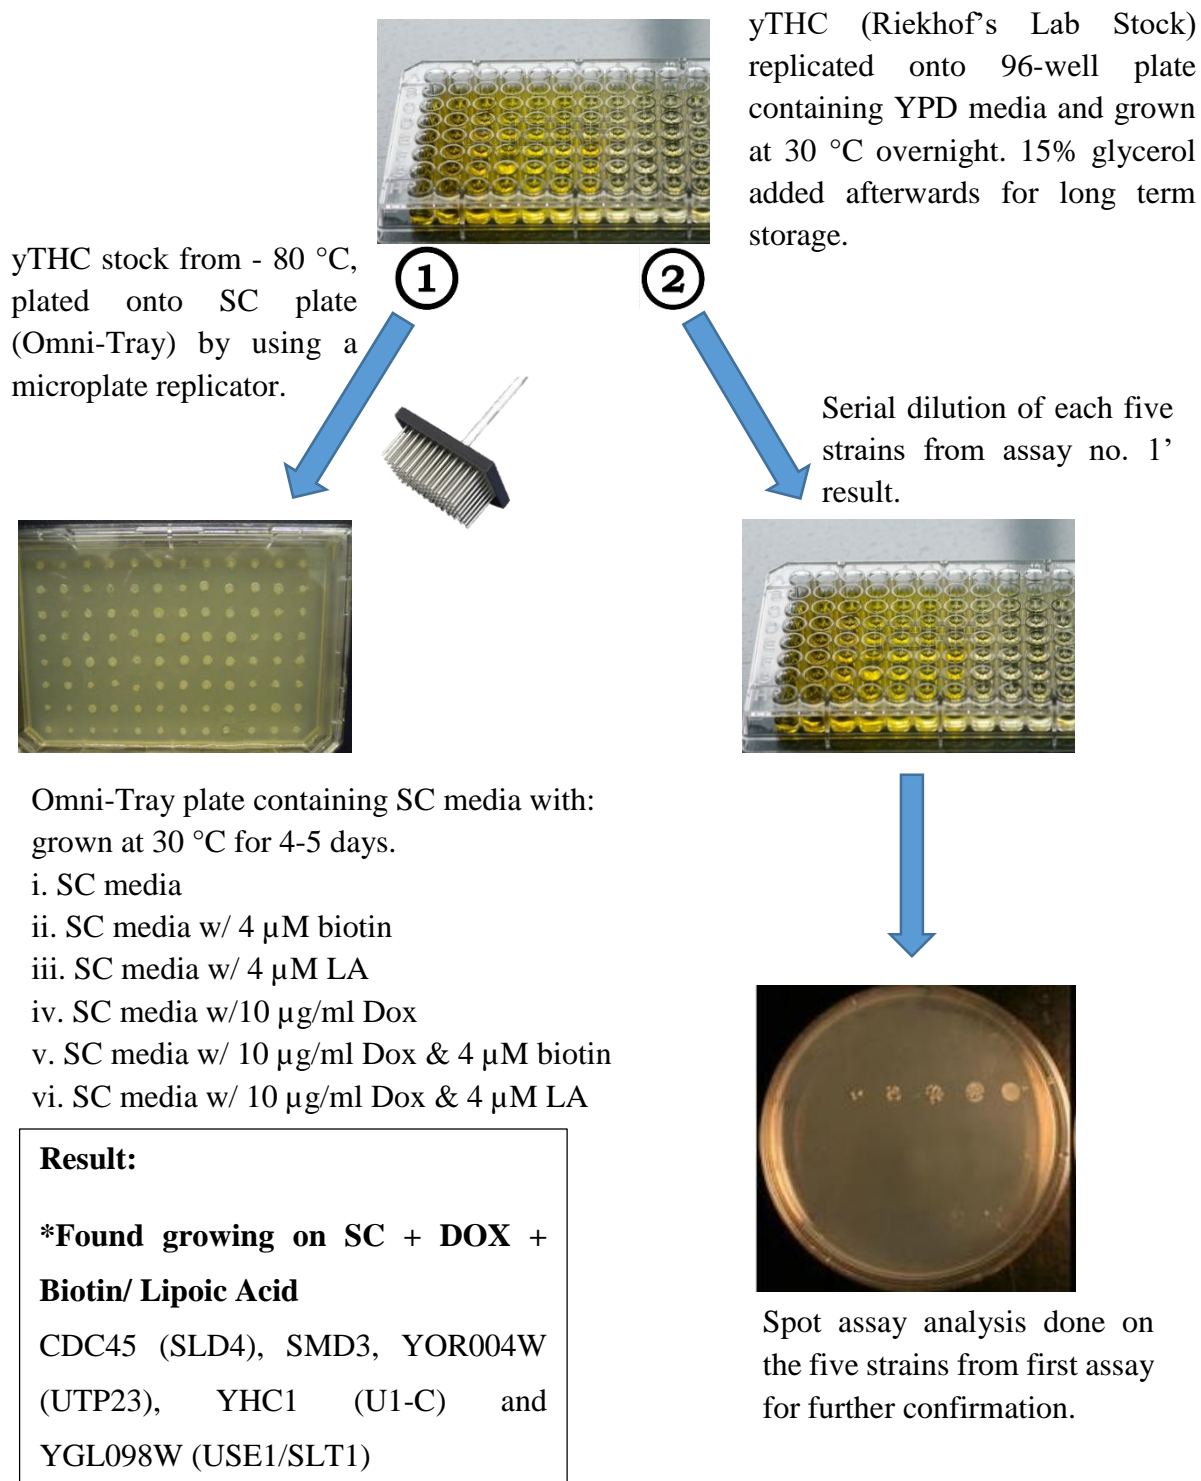 yTHC (Riekhof's Lab Stock)
replicated onto 96-well plate
containing YPD media and grown
at 30 °C overnight. 15% glycerol
added afterwards for long term
storage.
yTHC stock from - 80 °C,
plated onto SC plate
(Omni-Tray) by using a
microplate replicator.
1
2
Serial dilution of each five
strains from assay no. 1'
result.
Omni-Tray plate containing SC media with:
grown at 30 °C for 4-5 days.
i. SC media
ii. SC media w/ 4 µM biotin
iii. SC media w/ 4 µM LA
iv. SC media w/10 µg/ml Dox
v. SC media w/ 10 µg/ml Dox & 4 µM biotin
vi. SC media w/ 10 µg/ml Dox & 4 µM LA
Result:
*Found growing on SC + DOX +
Biotin/ Lipoic Acid
CDC45 (SLD4), SMD3, YOR004W
(UTP23), YHC1 (U1-C) and
YGL098W (USE1/SLT1)
Spot assay analysis done on
the five strains from first assay
for further confirmation.